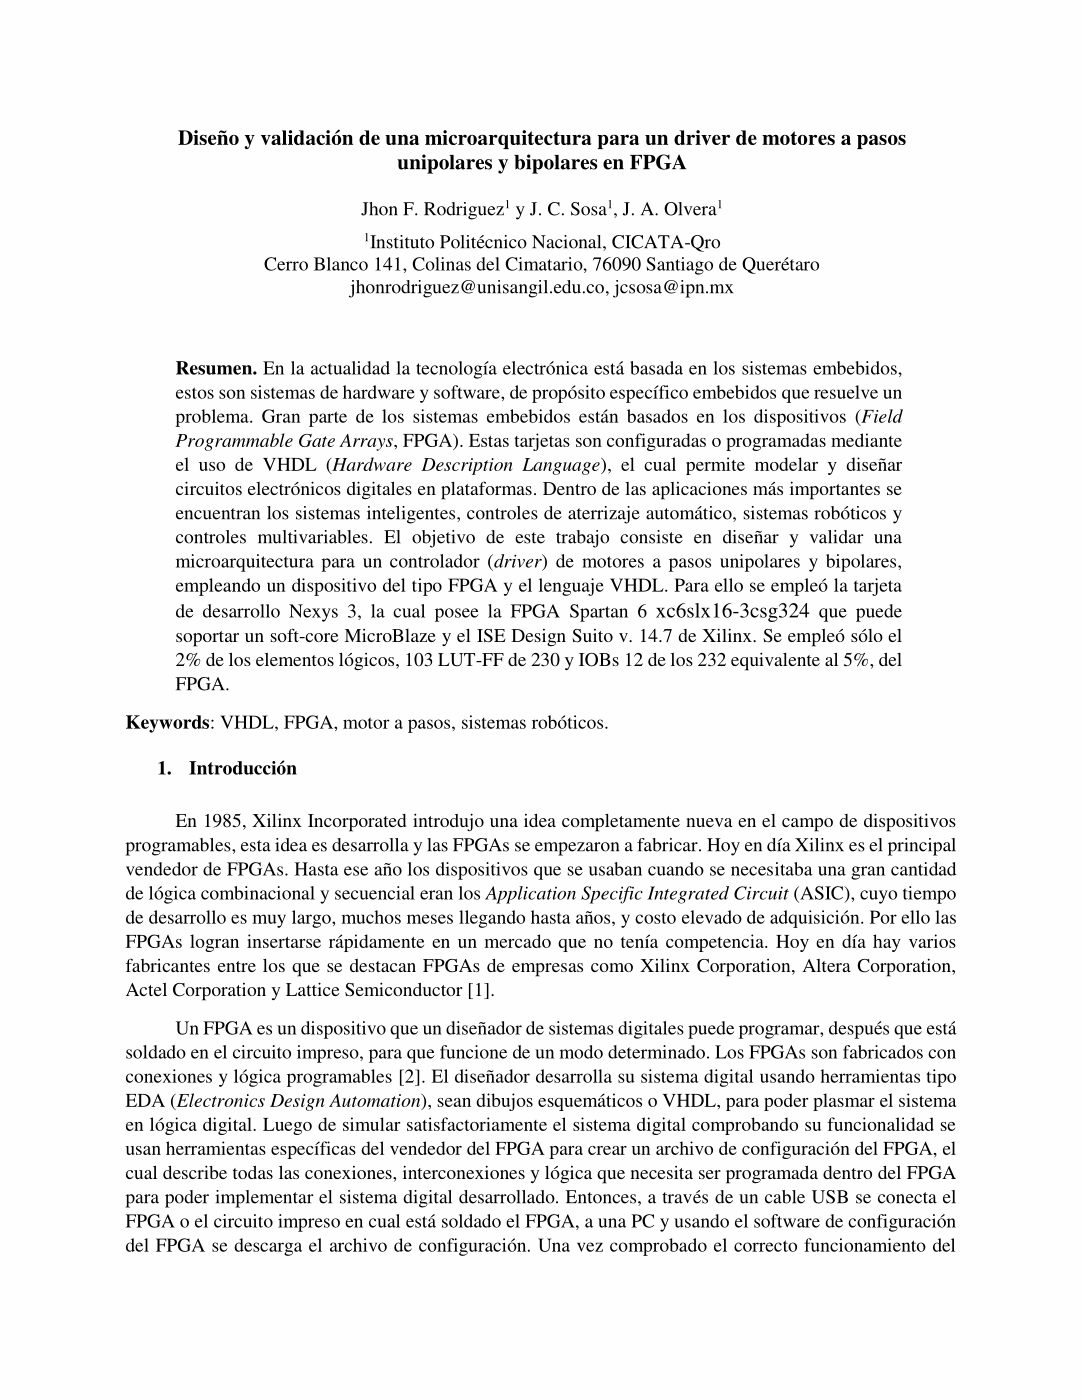 Diseño y validación de una microarquitectura para un driver de motores a pasos
unipolares y bipolares en FPGA
Jhon F. Rodriguez¹ y J. C. Sosa¹, J. A. Olvera¹
¹Instituto Politécnico Nacional, CICATA-Qro
Cerro Blanco 141, Colinas del Cimatario, 76090 Santiago de Querétaro
jhonrodriguez@unisangil.edu.co, jcsosa@ipn.mx
Resumen. En la actualidad la tecnología electrónica está basada en los sistemas embebidos,
estos son sistemas de hardware y software, de propósito específico embebidos que resuelve un
problema. Gran parte de los sistemas embebidos están basados en los dispositivos (Field
Programmable Gate Arrays, FPGA). Estas tarjetas son configuradas o programadas mediante
el uso de VHDL (Hardware Description Language), el cual permite modelar y diseñar
circuitos electrónicos digitales en plataformas. Dentro de las aplicaciones más importantes se
encuentran los sistemas inteligentes, controles de aterrizaje automático, sistemas robóticos y
controles multivariables. El objetivo de este trabajo consiste en diseñar y validar una
microarquitectura para un controlador (driver) de motores a pasos unipolares y bipolares,
empleando un dispositivo del tipo FPGA y el lenguaje VHDL. Para ello se empleó la tarjeta
de desarrollo Nexys 3, la cual posee la FPGA Spartan 6 xc6slx16-3csg324 que puede
soportar un soft-core MicroBlaze y el ISE Design Suito v. 14.7 de Xilinx. Se empleó sólo el
2% de los elementos lógicos, 103 LUT-FF de 230 y IOBs 12 de los 232 equivalente al 5%, del
FPGA.
Keywords: VHDL, FPGA, motor a pasos, sistemas robóticos.
1. Introducción
En 1985, Xilinx Incorporated introdujo una idea completamente nueva en el campo de dispositivos
programables, esta idea es desarrolla y las FPGAs se empezaron a fabricar. Hoy en día Xilinx es el principal
vendedor de FPGAs. Hasta ese año los dispositivos que se usaban cuando se necesitaba una gran cantidad
de lógica combinacional y secuencial eran los Application Specific Integrated Circuit (ASIC), cuyo tiempo
de desarrollo es muy largo, muchos meses llegando hasta años, y costo elevado de adquisición. Por ello las
FPGAs logran insertarse rápidamente en un mercado que no tenía competencia. Hoy en día hay varios
fabricantes entre los que se destacan FPGAs de empresas como Xilinx Corporation, Altera Corporation,
Actel Corporation y Lattice Semiconductor [1].
Un FPGA es un dispositivo que un diseñador de sistemas digitales puede programar, después que está
soldado en el circuito impreso, para que funcione de un modo determinado. Los FPGAs son fabricados con
conexiones y lógica programables [2]. El diseñador desarrolla su sistema digital usando herramientas tipo
EDA (Electronics Design Automation), sean dibujos esquemáticos o VHDL, para poder plasmar el sistema
en lógica digital. Luego de simular satisfactoriamente el sistema digital comprobando su funcionalidad se
usan herramientas específicas del vendedor del FPGA para crear un archivo de configuración del FPGA, el
cual describe todas las conexiones, interconexiones y lógica que necesita ser programada dentro del FPGA
para poder implementar el sistema digital desarrollado. Entonces, a través de un cable USB se conecta el
FPGA o el circuito impreso en cual está soldado el FPGA, a una PC y usando el software de configuración
del FPGA se descarga el archivo de configuración. Una vez comprobado el correcto funcionamiento del